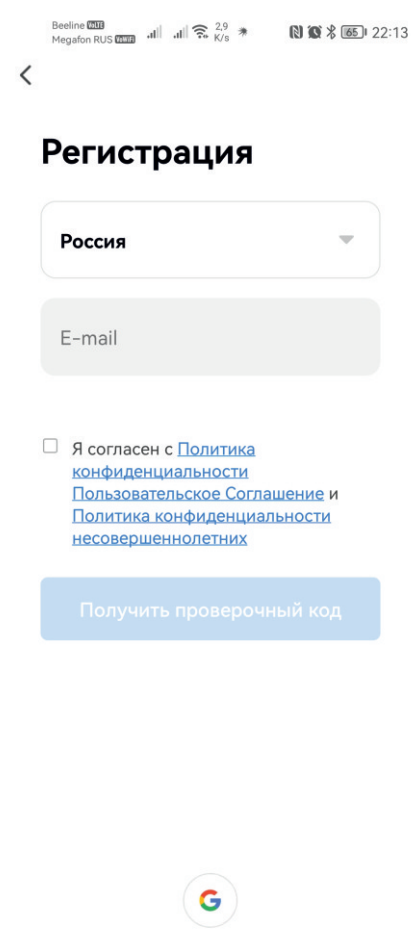 Beeline VoLTE
Megafon RUS VoWiFi
2,9
K/s
65
22:13
Регистрация
Россия
E-mail
Я согласен с Политика
конфиденциальности
Пользовательское Соглашение и
Политика конфиденциальности
несовершеннолетних
Получить проверочный код